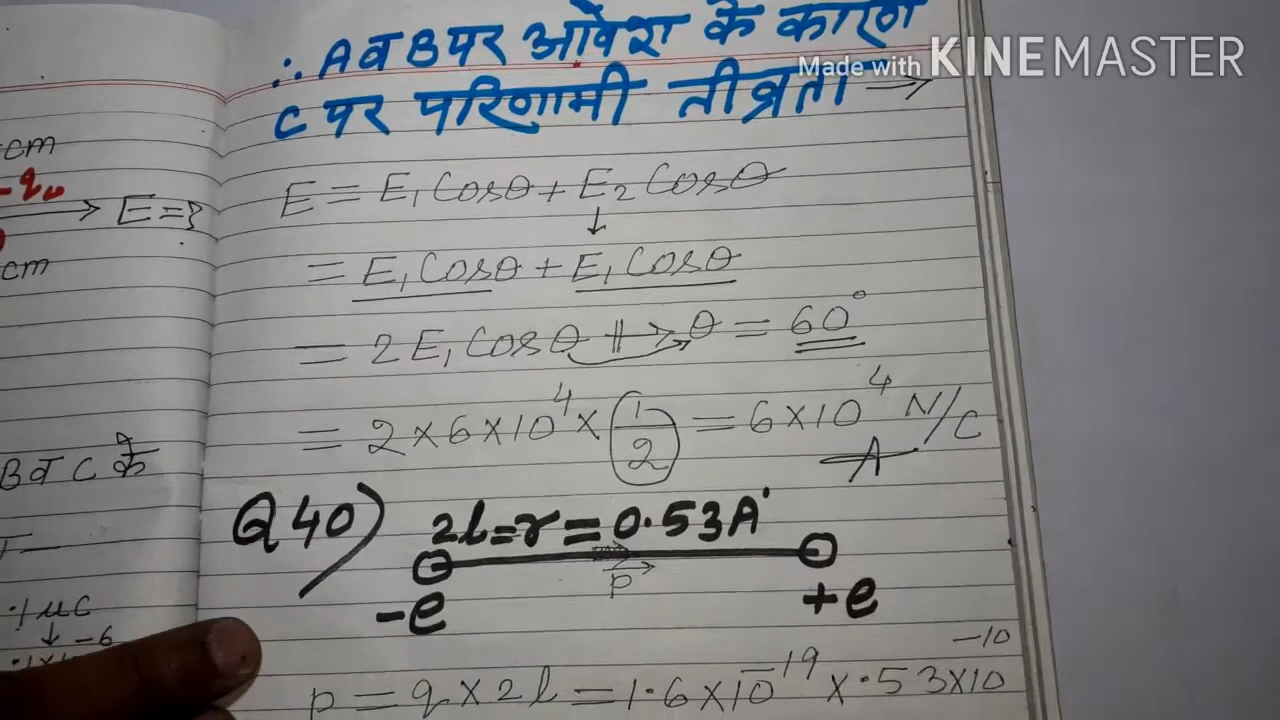 ∴ A व B पर आवेश के कारण
Made with KINEMASTER
C पर परिणामी तीव्रता →
E = E₁ Cosθ + E₂ Cosθ
↓
= E₁ Cosθ + E₁ Cosθ
= 2E₁ Cosθ → θ = 60°
= 2×6×10⁴×(1/2) = 6×10⁴ N/C
A
Q 40) 2l = r = 0.53A°
p
-e +e
p = q × 2l = 1.6×10⁻¹⁹ × .53×10⁻¹⁰
cm
→ E = ?
cm
B व C के